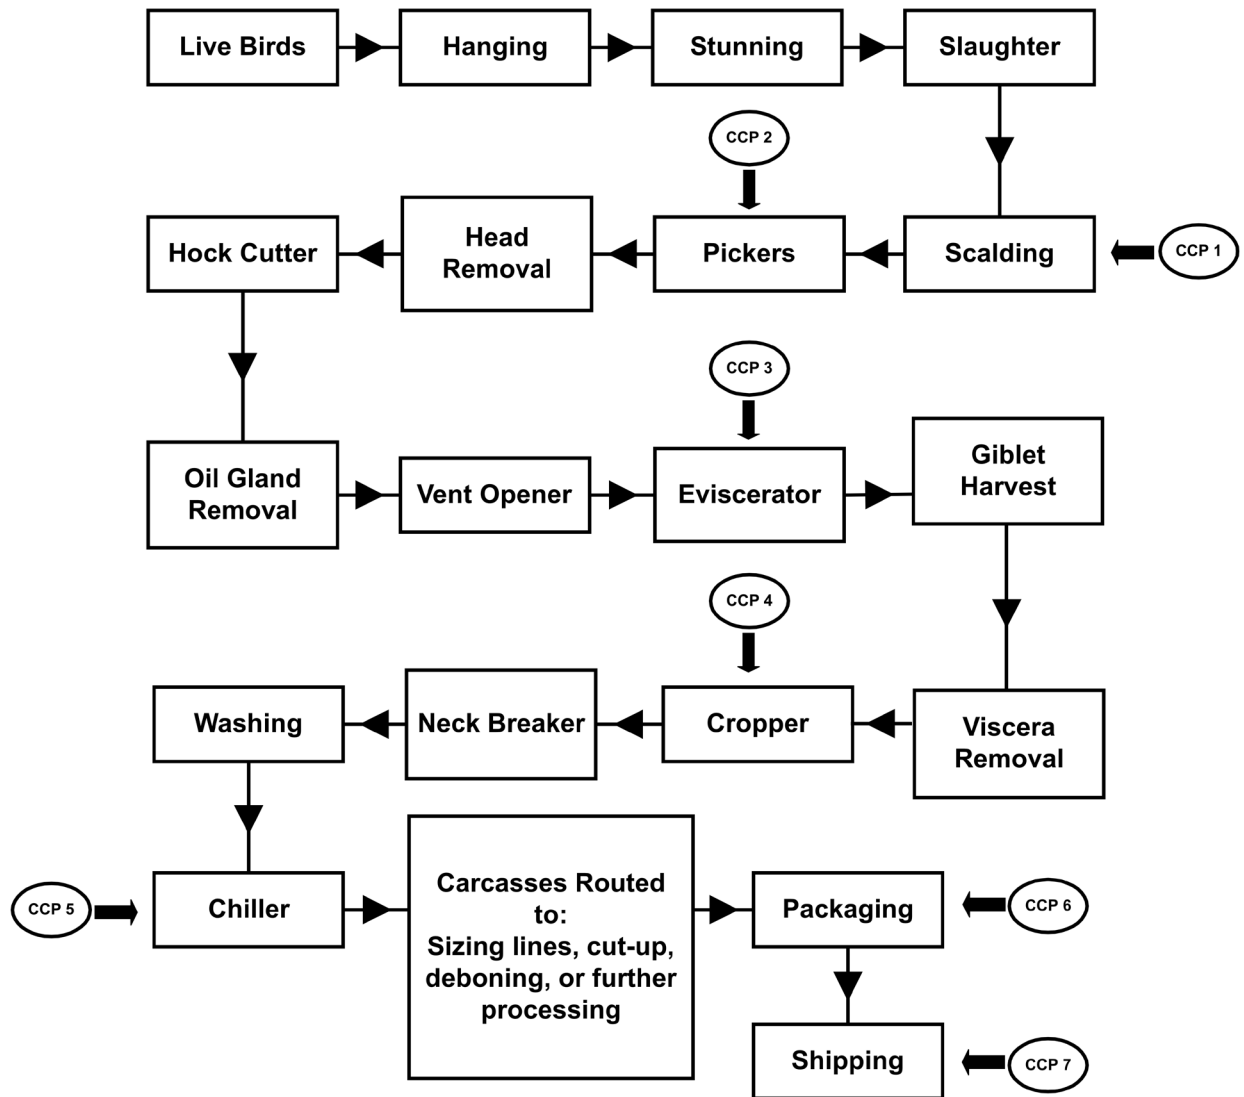 Live Birds
Hanging
Stunning
Slaughter
CCP 2
Hock Cutter
Head
Removal
Pickers
Scalding
CCP 1
CCP 3
Oil Gland
Removal
Vent Opener
Eviscerator
Giblet
Harvest
CCP 4
Washing
Neck Breaker
Cropper
Viscera
Removal
CCP 5
Chiller
Carcasses Routed
to:
Sizing lines, cut-up,
deboning, or further
processing
Packaging
CCP 6
Shipping
CCP 7